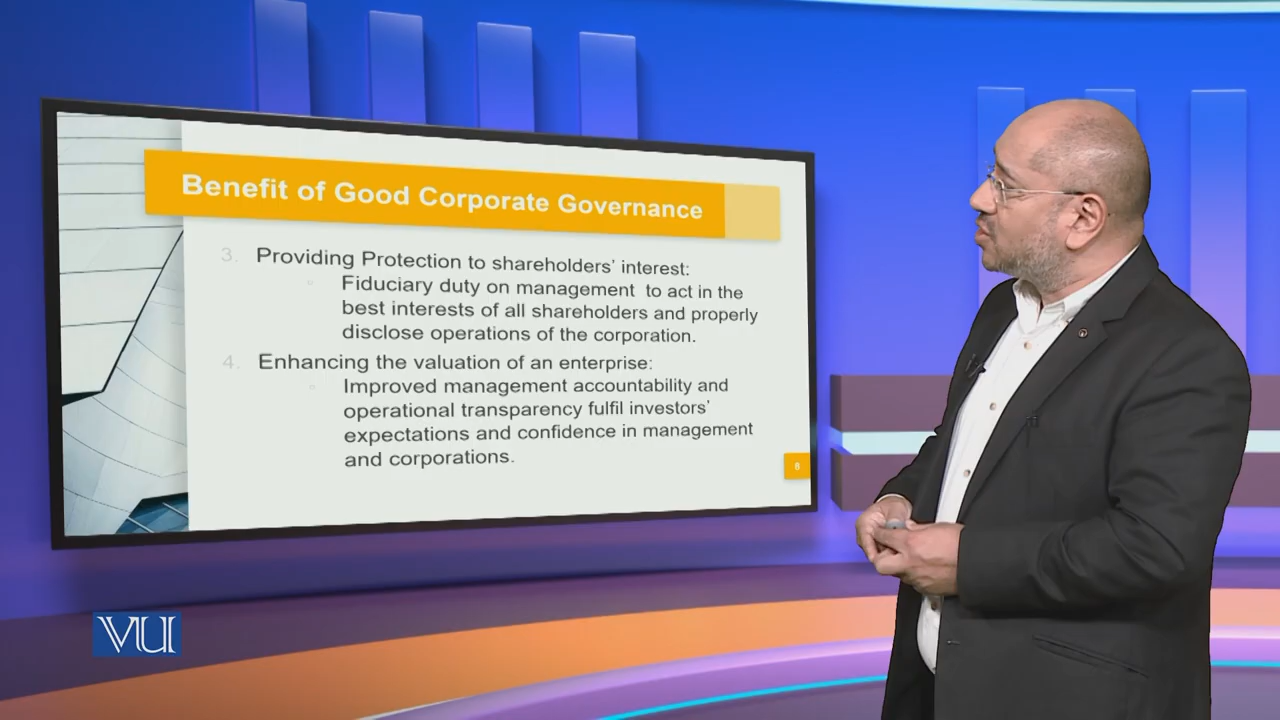 Benefit of Good Corporate Governance
3. Providing Protection to shareholders' interest:
Fiduciary duty on management to act in the
best interests of all shareholders and properly
disclose operations of the corporation.
4. Enhancing the valuation of an enterprise:
Improved management accountability and
operational transparency fulfil investors'
expectations and confidence in management
and corporations.
8
VU